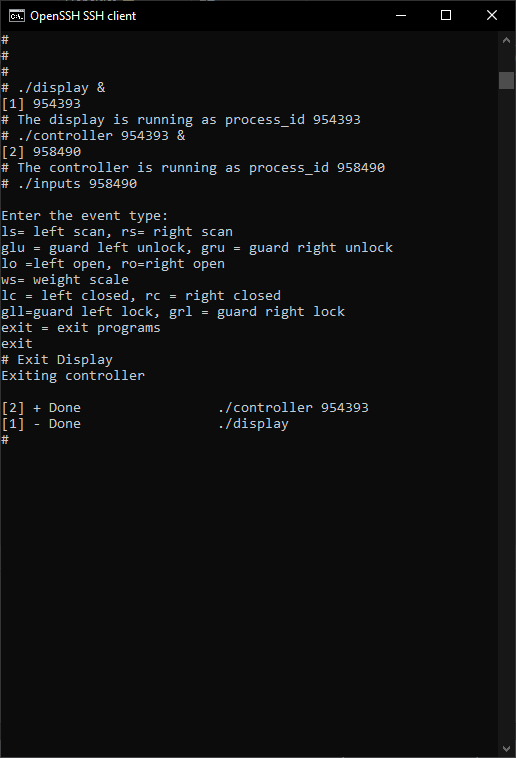 OpenSSH SSH client
#
#
#
# ./display &
[1] 954393
# The display is running as process_id 954393
# ./controller 954393 &
[2] 958490
# The controller is running as process_id 958490
# ./inputs 958490

Enter the event type:
ls= left scan, rs= right scan
glu = guard left unlock, gru = guard right unlock
lo =left open, ro=right open
ws= weight scale
lc = left closed, rc = right closed
gll=guard left lock, grl = guard right lock
exit = exit programs
exit
# Exit Display
Exiting controller

[2] + Done                 ./controller 954393
[1] - Done                 ./display
#